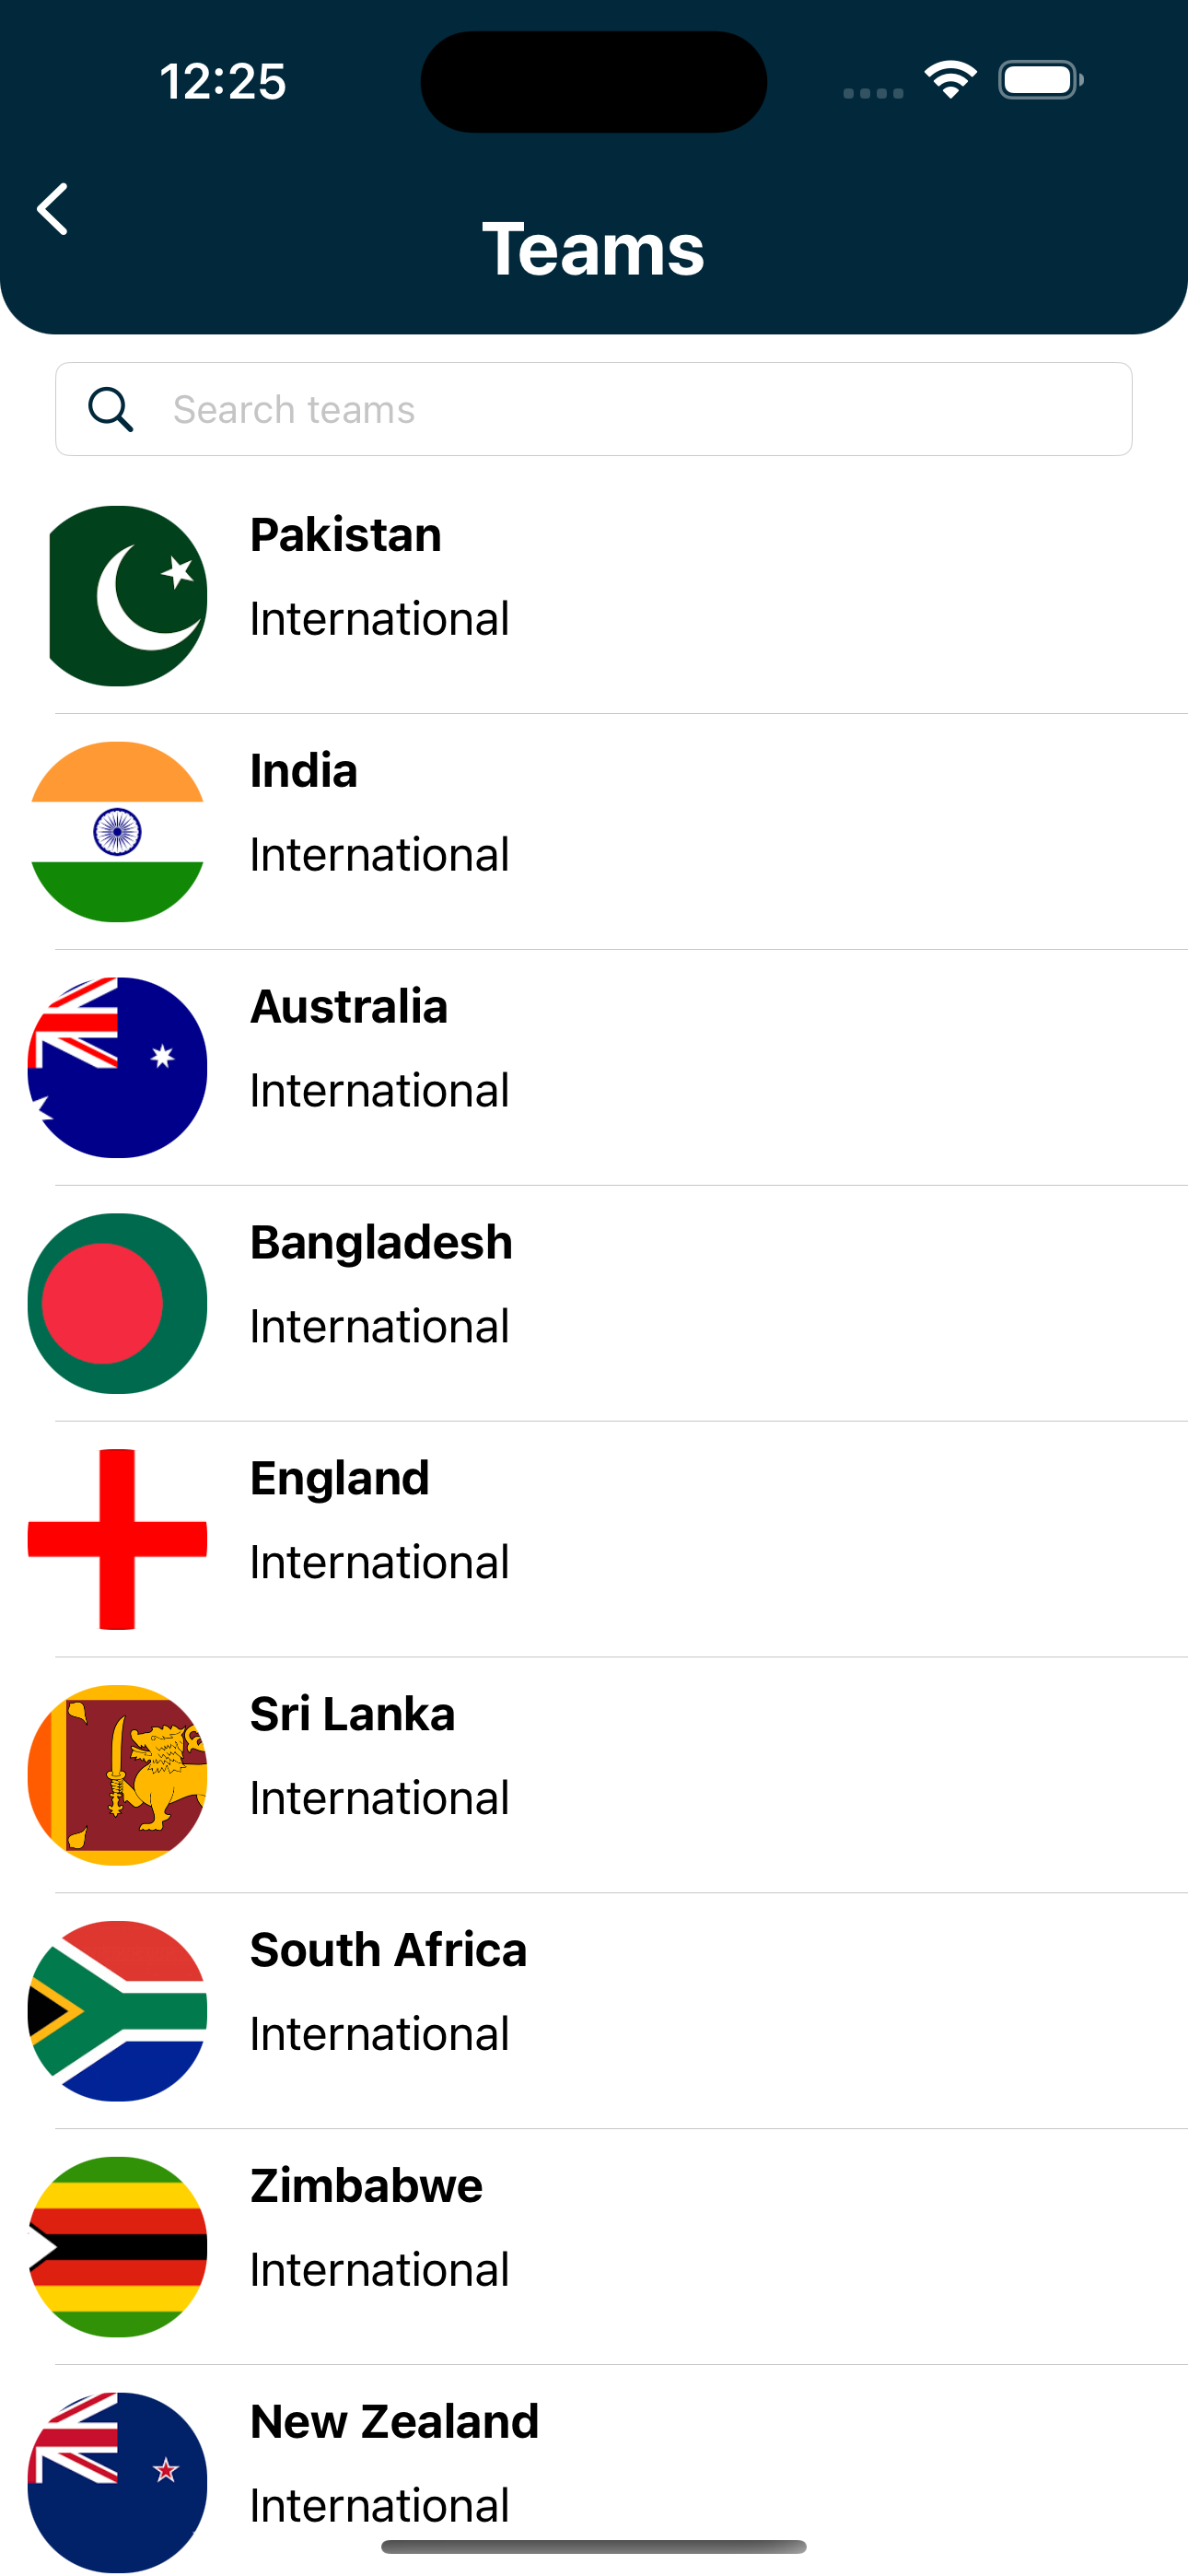 12:25
Teams
Search teams
Pakistan
International
India
International
Australia
International
Bangladesh
International
England
International
Sri Lanka
International
South Africa
International
Zimbabwe
International
New Zealand
International